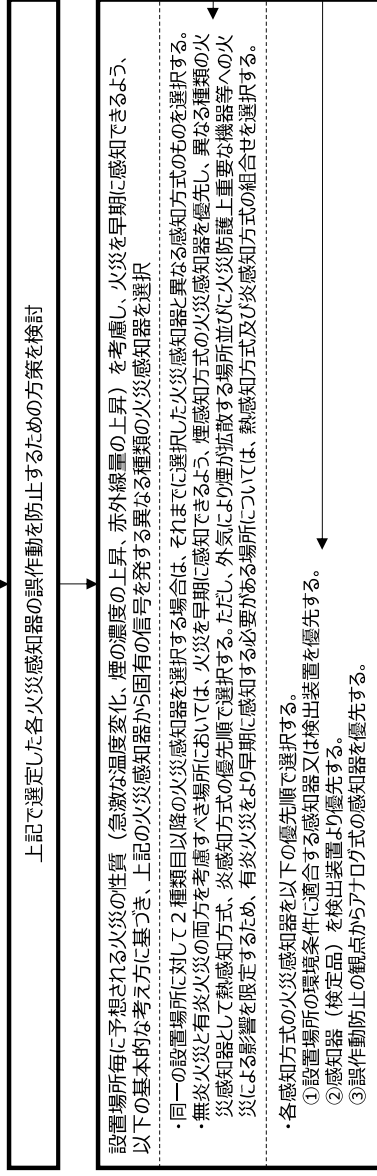 上記で選定した各火災感知器の誤作動を防止するための方策を検討
設置場所毎に予想される火災の性質（急激な温度変化、煙の濃度の上昇、赤外線量の上昇）を考慮し、火災を早期に感知できるよう、
以下の基本的な考え方に基づき、上記の火災感知器から固有の信号を発する異なる種類の火災感知器を選択
・同一の設置場所に対して２種類目以降の火災感知器を選択する場合は、それまでに選択した火災感知器と異なる感知方式のものを選択する。
・無炎火災と有炎火災の両方を考慮すべき場所においては、火災を早期に感知できるよう、煙感知方式の火災感知器を優先し、異なる種類の火
災感知器として熱感知方式、炎感知方式の優先順で選択する。ただし、外気により煙が拡散する場所並びに火災防護上重要な機器等への火
災による影響を限定するため、有炎火災をより早期に感知する必要がある場所については、熱感知方式及び炎感知方式の組合せを選択する。
・各感知方式の火災感知器を以下の優先順で選択する。
①設置場所の環境条件に適合する感知器又は検出装置を優先する。
②感知器（検定品）を検出装置より優先する。
③誤作動防止の観点からアナログ式の感知器を優先する。